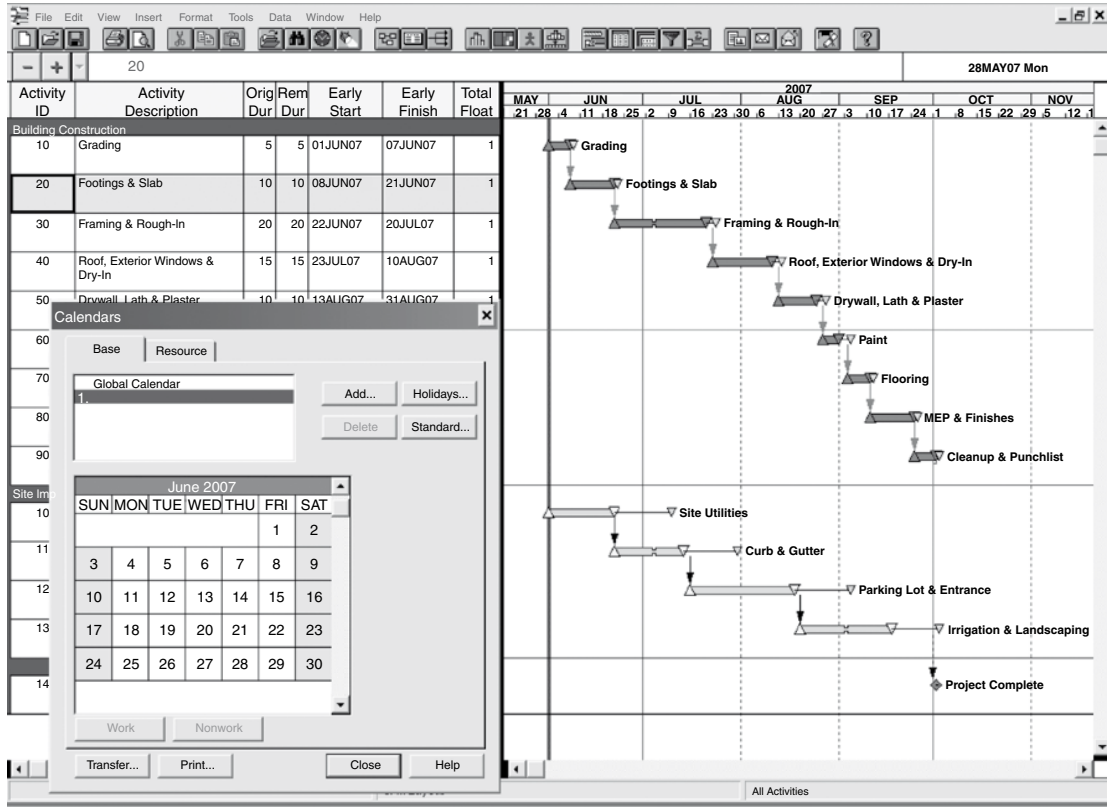 File Edit View Insert Format Tools Data Window Help
20
28MAY07 Mon
Activity ID Activity Description Orig Dur Rem Dur Early Start Early Finish Total Float
2007
MAY JUN JUL AUG SEP OCT NOV
21 28 4 11 18 25 2 9 16 23 30 6 13 20 27 3 10 17 24 1 8 15 22 29 5 12 1
Building Construction
10 Grading 5 5 01JUN07 07JUN07 1 Grading
20 Footings & Slab 10 10 08JUN07 21JUN07 1 Footings & Slab
30 Framing & Rough-In 20 20 22JUN07 20JUL07 1 Framing & Rough-In
40 Roof, Exterior Windows & Dry-In 15 15 23JUL07 10AUG07 1 Roof, Exterior Windows & Dry-In
50 Drywall, Lath & Plaster 10 10 13AUG07 31AUG07 1 Drywall, Lath & Plaster
60 Paint
70 Flooring
80 MEP & Finishes
90 Cleanup & Punchlist
Site Im
10 Site Utilities
11 Curb & Gutter
12 Parking Lot & Entrance
13 Irrigation & Landscaping
14 Project Complete
Calendars
Base Resource
Global Calendar
1.
Add... Holidays...
Delete Standard...
June 2007
SUN MON TUE WED THU FRI SAT
1 2
3 4 5 6 7 8 9
10 11 12 13 14 15 16
17 18 19 20 21 22 23
24 25 26 27 28 29 30
Work Nonwork
Transfer... Print... Close Help
All Activities